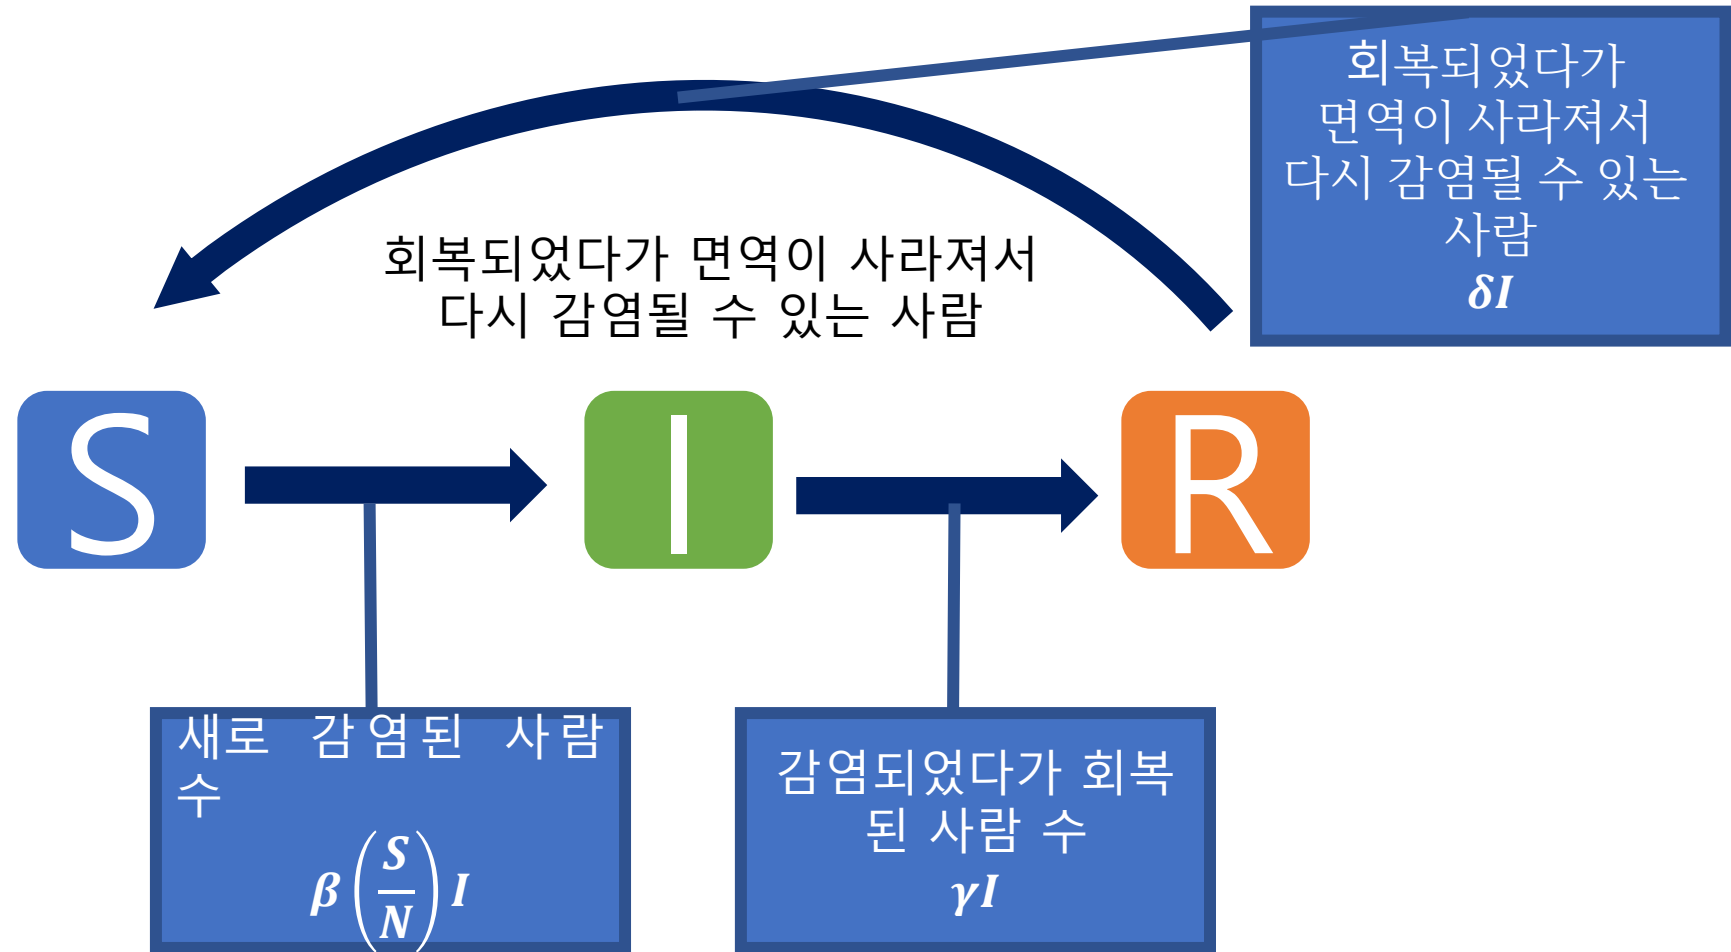 회복되었다가
면역이 사라져서
다시 감염될 수 있는
사람
δI
회복되었다가 면역이 사라져서
다시 감염될 수 있는 사람
S
I
R
새로 감염된 사람
수
β(S/N)I
감염되었다가 회복
된 사람 수
γI